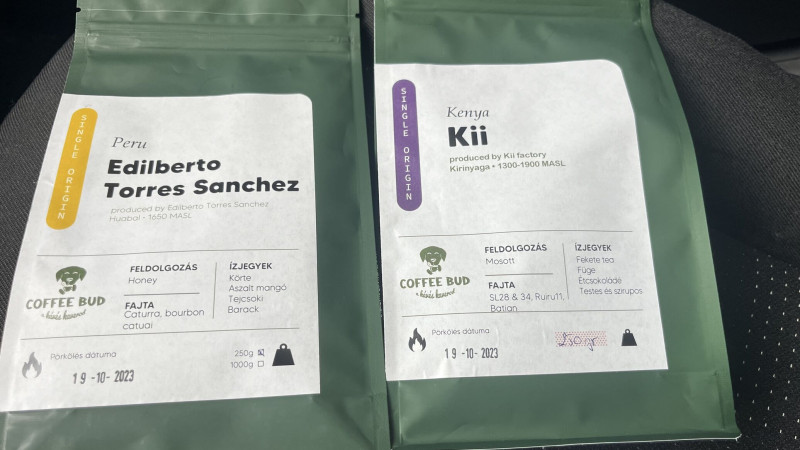 SINGLE ORIGIN
Peru
Edilberto
Torres Sanchez
produced by Edilberto Torres Sanchez
Huabal • 1650 MASL
COFFEE BUD
FELDOLGOZÁS
Honey
FAJTA
Caturra, bourbon
catuai
ÍZJEGYEK
Körte
Aszalt mangó
Tejcsoki
Barack
Pörkölés dátuma
19 -10- 2023
250g
1000g
SINGLE ORIGIN
Kenya
Kii
produced by Kii factory
Kirinyaga • 1300-1900 MASL
COFFEE BUD
FELDOLGOZÁS
Mosott
FAJTA
SL28 & 34, Ruiru11,
Batian
ÍZJEGYEK
Fekete tea
Füge
Étcsokoládé
Testes és szirupos
Pörkölés dátuma
19 -10- 2023
250 gr